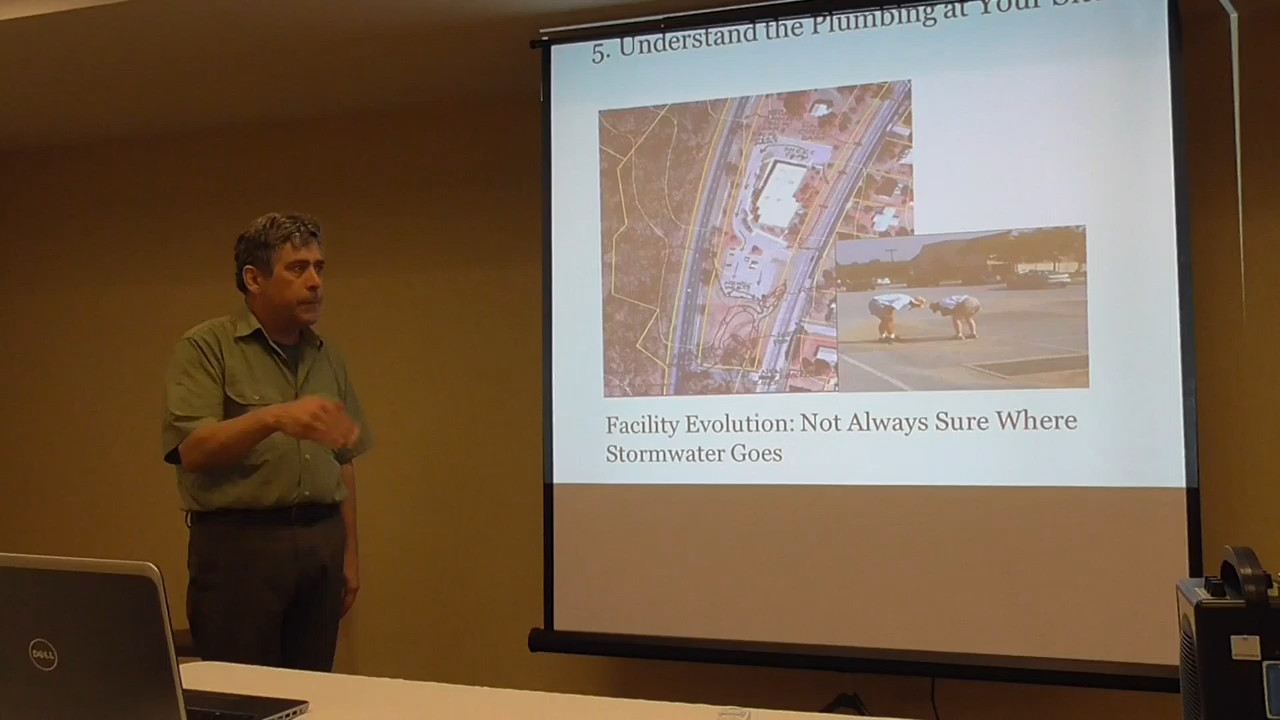 5. Understand the Plumbing at Your
Facility Evolution: Not Always Sure Where
Stormwater Goes
DELL